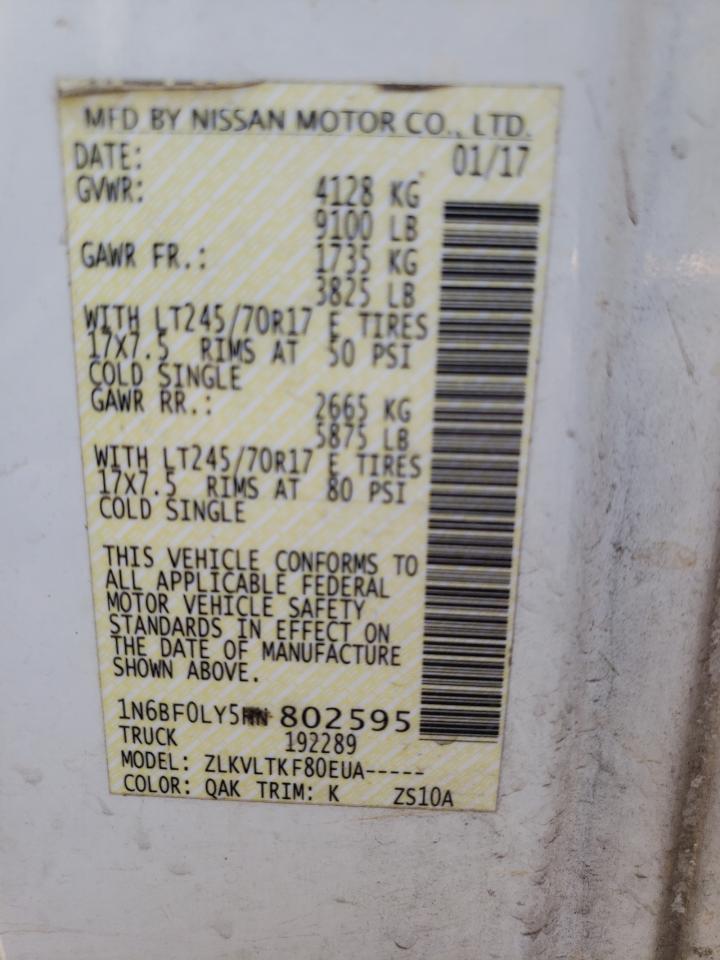 MFD BY NISSAN MOTOR CO., LTD.
DATE: 01/17
GVWR: 4128 KG
9100 LB
GAWR FR.: 1735 KG
3825 LB
WITH LT245/70R17 E TIRES
17X7.5 RIMS AT 50 PSI
COLD SINGLE
GAWR RR.: 2665 KG
5875 LB
WITH LT245/70R17 E TIRES
17X7.5 RIMS AT 80 PSI
COLD SINGLE
THIS VEHICLE CONFORMS TO
ALL APPLICABLE FEDERAL
MOTOR VEHICLE SAFETY
STANDARDS IN EFFECT ON
THE DATE OF MANUFACTURE
SHOWN ABOVE.
1N6BF0LY5 802595
TRUCK 192289
MODEL: ZLKVLTKF80EUA-----
COLOR: QAK TRIM: K ZS10A